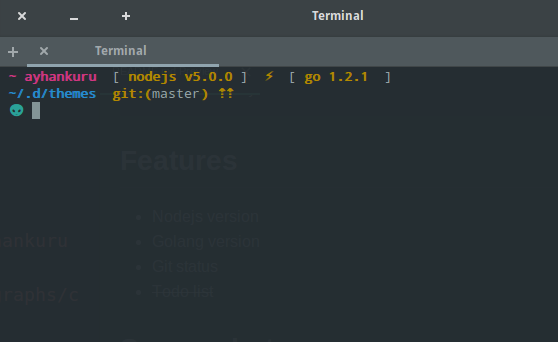 Terminal
Terminal
~ ayhankuru [ nodejs v5.0.0 ] ⚡ [ go 1.2.1 ]
~/.d/themes git:(master) ⇡⇡
👽
Features
Nodejs version
Golang version
Git status
Todo list
ankuru
raphs/c